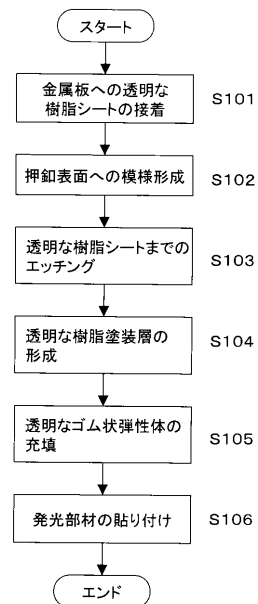 スタート
金属板への透明な
樹脂シートの接着
S101
押釦表面への模様形成
S102
透明な樹脂シートまでの
エッチング
S103
透明な樹脂塗装層の
形成
S104
透明なゴム状弾性体の
充填
S105
発光部材の貼り付け
S106
エンド